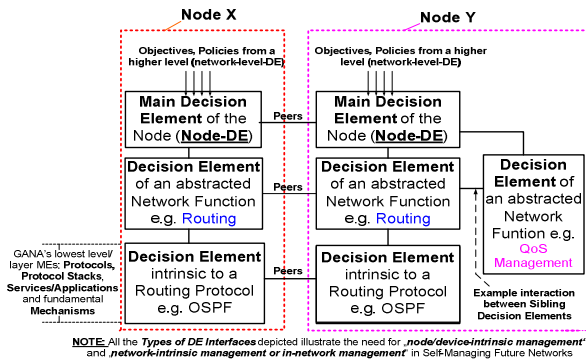 Node X
Node Y
Objectives, Policies from a
higher level (network-level-DE)
Objectives, Policies from a higher
level (network-level-DE)
Main Decision
Element of the
Node (Node-DE)
Peers
Main Decision
Element of the
Node (Node-DE)
Decision Element
of an abstracted
Network Function
e.g. Routing
Peers
Decision Element
of an abstracted
Network Function
e.g. Routing
Decision
Element of
an abstracted
Network
Funtion e.g.
QoS
Management
GANA's lowest level/
layer MEs; Protocols,
Protocol Stacks,
Services/Applications
and fundamental
Mechanisms
Decision Element
intrinsic to a
Routing Protocol
e.g. OSPF
Peers
Decision Element
intrinsic to a
Routing Protocol
e.g. OSPF
Example interaction
between Sibling
Decision Elements
NOTE: All the Types of DE Interfaces depicted illustrate the need for „node/device-intrinsic management"
and „network-intrinsic management or in-network management" in Self-Managing Future Networks